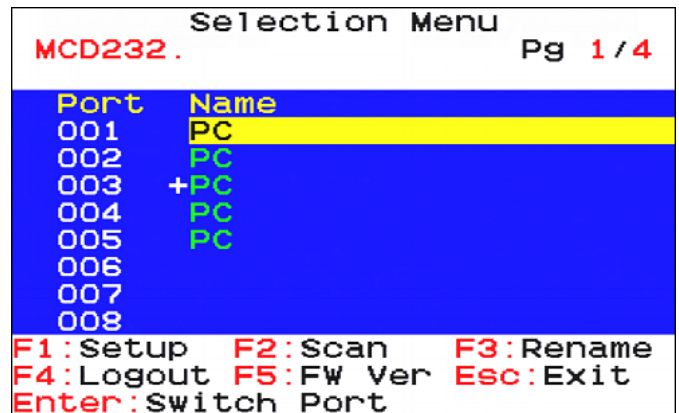 Selection Menu
MCD232. Pg 1/4
Port Name
001 PC
002 PC
003 +PC
004 PC
005 PC
006
007
008
F1:Setup F2:Scan F3:Rename
F4:Logout F5:FW Ver Esc:Exit
Enter:Switch Port